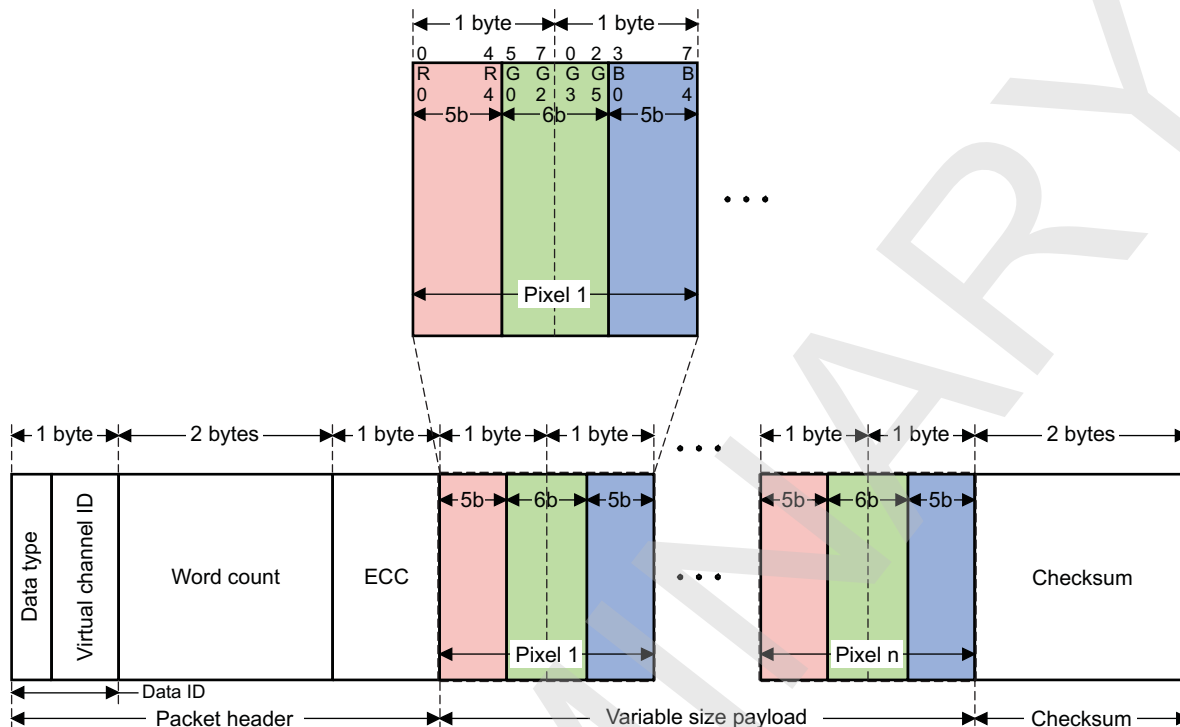 1 byte 1 byte
0 4 5 7 0 2 3 7
R R G G G G B B
0 4 0 2 3 5 0 4
5b 6b 5b
Pixel 1
1 byte 2 bytes 1 byte 1 byte 1 byte 1 byte 1 byte 2 bytes
5b 6b 5b 5b 6b 5b
Data type
Virtual channel ID
Word count
ECC
Checksum
Pixel 1
Pixel n
Data ID
Packet header Variable size payload Checksum
MINARY